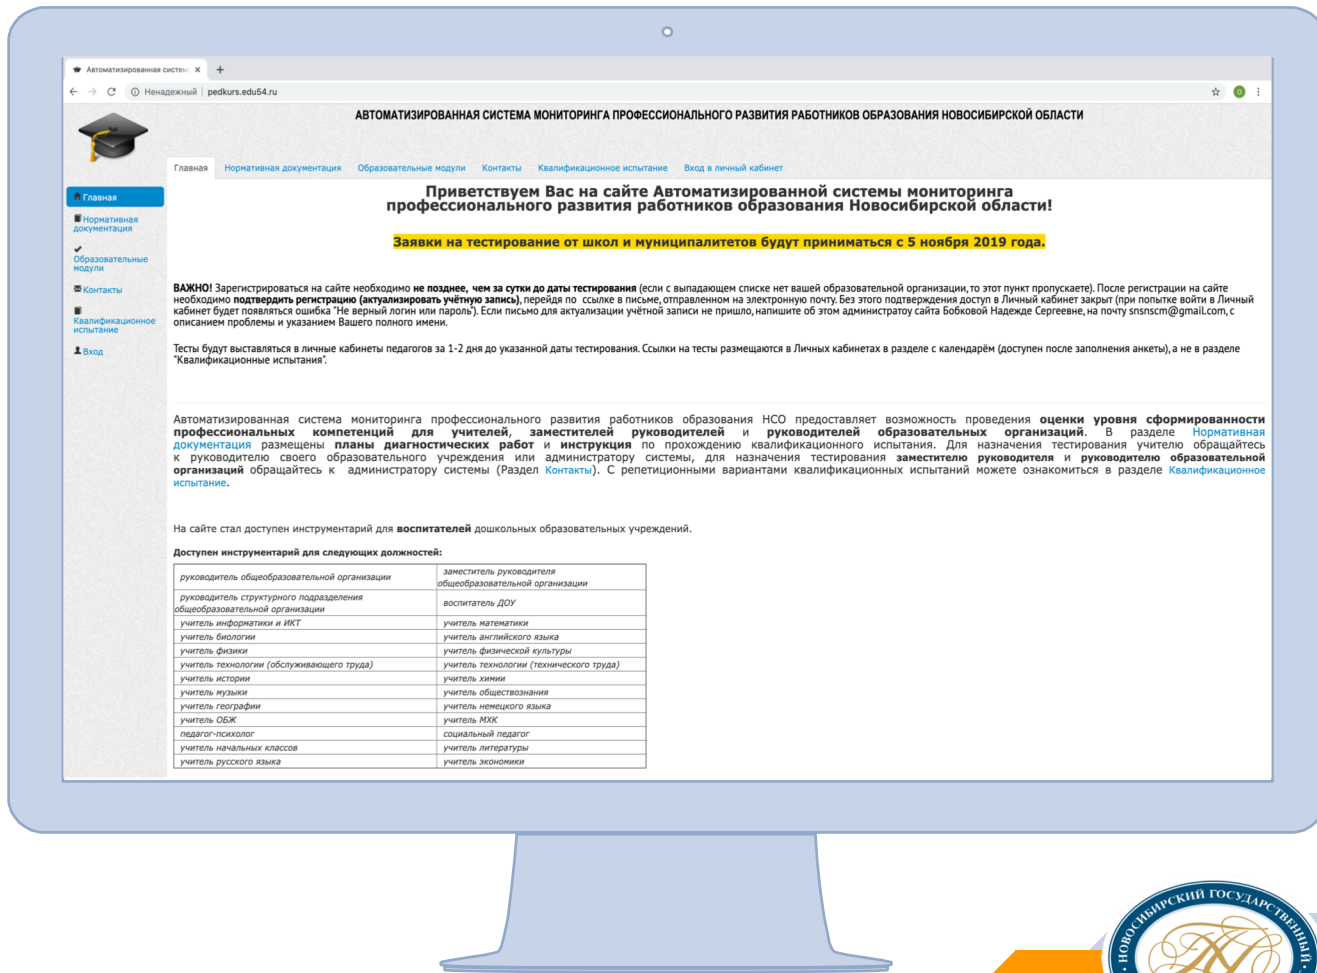 Автоматизированная систем
Ненадежный | pedkurs.edu54.ru
АВТОМАТИЗИРОВАННАЯ СИСТЕМА МОНИТОРИНГА ПРОФЕССИОНАЛЬНОГО РАЗВИТИЯ РАБОТНИКОВ ОБРАЗОВАНИЯ НОВОСИБИРСКОЙ ОБЛАСТИ
Главная Нормативная документация Образовательные модули Контакты Квалификационное испытание Вход в личный кабинет
Главная
Нормативная
документация
Образовательные
модули
Контакты
Квалификационное
испытание
Вход
Приветствуем Вас на сайте Автоматизированной системы мониторинга
профессионального развития работников образования Новосибирской области!
Заявки на тестирование от школ и муниципалитетов будут приниматься с 5 ноября 2019 года.
ВАЖНО! Зарегистрироваться на сайте необходимо не позднее, чем за сутки до даты тестирования (если с выпадающем списке нет вашей образовательной организации, то этот пункт пропускаете). После регистрации на сайте
необходимо подтвердить регистрацию (актуализировать учётную запись), перейдя по ссылке в письме, отправленном на электронную почту. Без этого подтверждения доступ в Личный кабинет закрыт (при попытке войти в Личный
кабинет будет появляться ошибка "Не верный логин или пароль"). Если письмо для актуализации учётной записи не пришло, напишите об этом администратоу сайта Бобковой Надежде Сергеевне, на почту snsnscm@gmail.com, с
описанием проблемы и указанием Вашего полного имени.
Тесты будут выставляться в личные кабинеты педагогов за 1-2 дня до указанной даты тестирования. Ссылки на тесты размещаются в Личных кабинетах в разделе с календарём (доступен после заполнения анкеты), а не в разделе
"Квалификационные испытания".
Автоматизированная система мониторинга профессионального развития работников образования НСО предоставляет возможность проведения оценки уровня сформированности
профессиональных компетенций для учителей, заместителей руководителей и руководителей образовательных организаций. В разделе Нормативная
документация размещены планы диагностических работ и инструкция по прохождению квалификационного испытания. Для назначения тестирования учителю обращайтесь
к руководителю своего образовательного учреждения или администратору системы, для назначения тестирования заместителю руководителя и руководителю образовательной
организаций обращайтесь к администратору системы (Раздел Контакты). С репетиционными вариантами квалификационных испытаний можете ознакомиться в разделе Квалификационное
испытание.
На сайте стал доступен инструментарий для воспитателей дошкольных образовательных учреждений.
Доступен инструментарий для следующих должностей:
руководитель общеобразовательной организации
заместитель руководителя
общеобразовательной организации
руководитель структурного подразделения
общеобразовательной организации
воспитатель ДОУ
учитель информатики и ИКТ учитель математики
учитель биологии учитель английского языка
учитель физики учитель физической культуры
учитель технологии (обслуживающего труда) учитель технологии (технического труда)
учитель истории учитель химии
учитель музыки учитель обществознания
учитель географии учитель немецкого языка
учитель ОБЖ учитель МХК
педагог-психолог социальный педагог
учитель начальных классов учитель литературы
учитель русского языка учитель экономики
НОВОСИБИРСКИЙ ГОСУДАРСТВЕННЫЙ